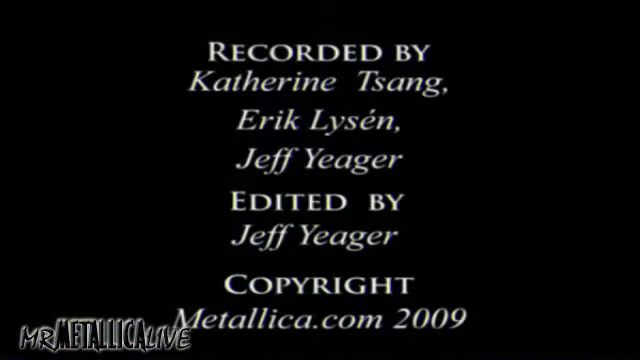 RECORDED BY
Katherine Tsang,
Erik Lysén,
Jeff Yeager
EDITED BY
Jeff Yeager
COPYRIGHT
Metallica.com 2009
MRMETALLICALIVE